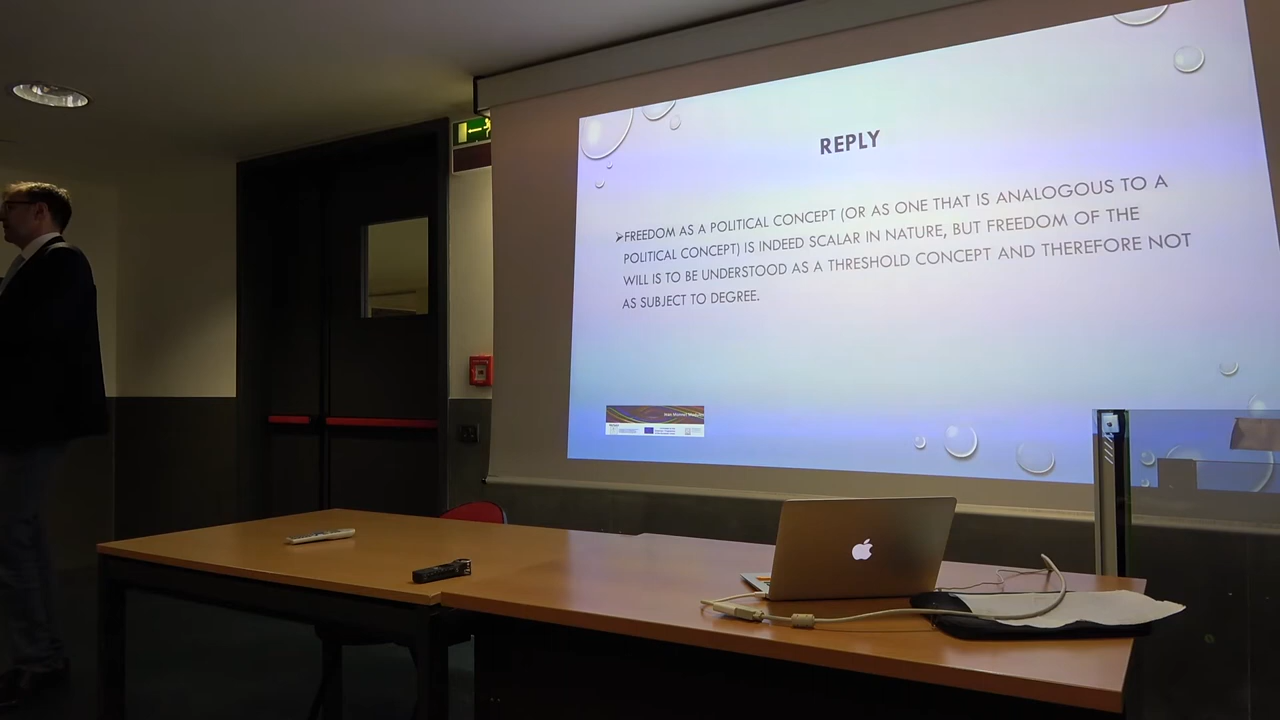 REPLY
➢FREEDOM AS A POLITICAL CONCEPT (OR AS ONE THAT IS ANALOGOUS TO A
POLITICAL CONCEPT) IS INDEED SCALAR IN NATURE, BUT FREEDOM OF THE
WILL IS TO BE UNDERSTOOD AS A THRESHOLD CONCEPT AND THEREFORE NOT
AS SUBJECT TO DEGREE.